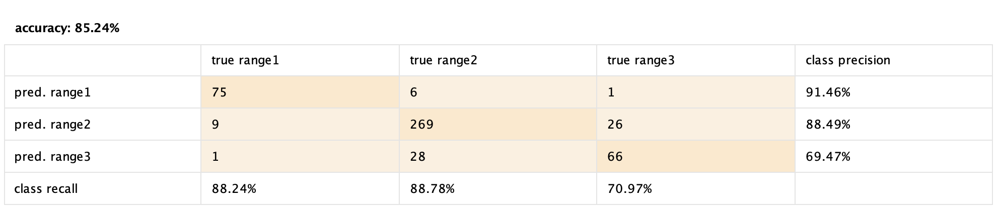 accuracy: 85.24%
true range1 true range2 true range3 class precision
pred. range1 75 6 1 91.46%
pred. range2 9 269 26 88.49%
pred. range3 1 28 66 69.47%
class recall 88.24% 88.78% 70.97%